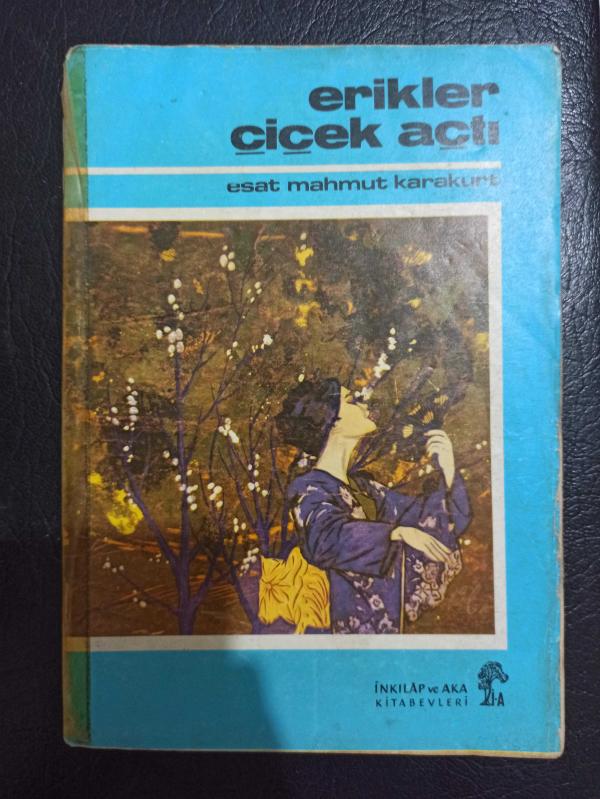 erikler
çiçek açtı
esat mahmut karakurt
İNKILÂP ve AKA
KİTABEVLERİ
İ-A